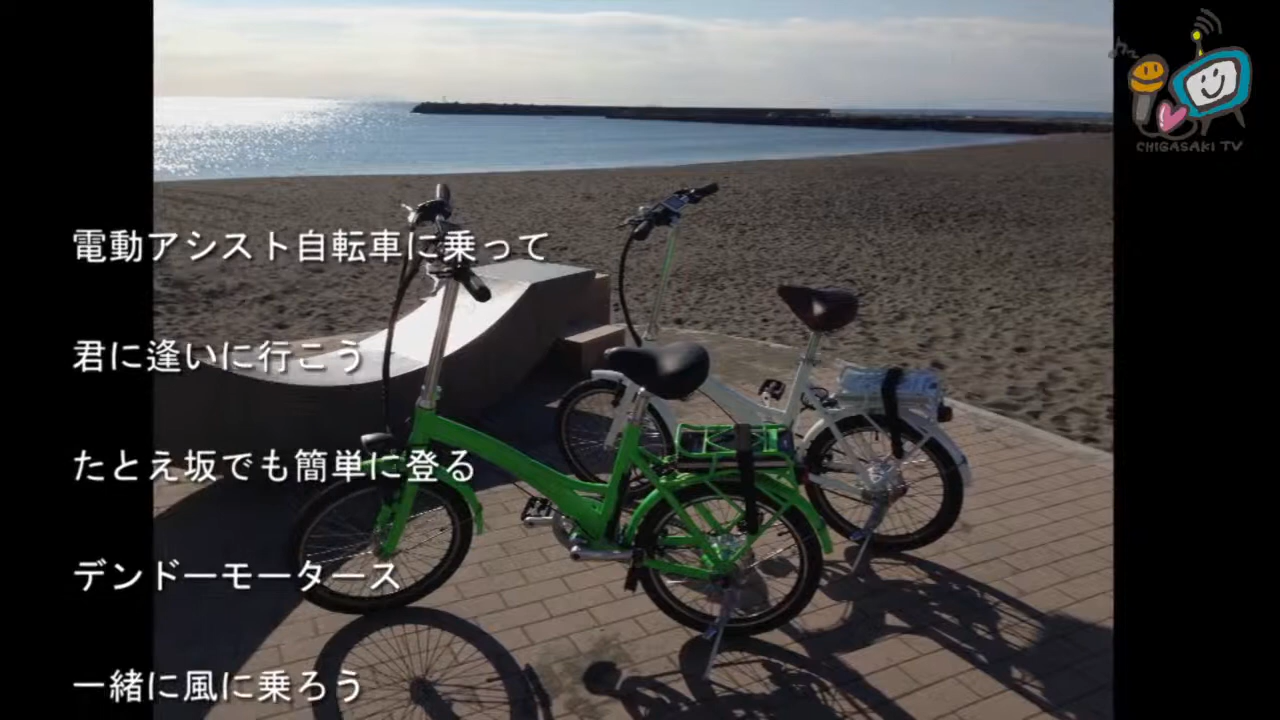 CHIGASAKI TV
電動アシスト自転車に乗って
君に逢いに行こう
たとえ坂でも簡単に登る
デンドーモータース
一緒に風に乗ろう